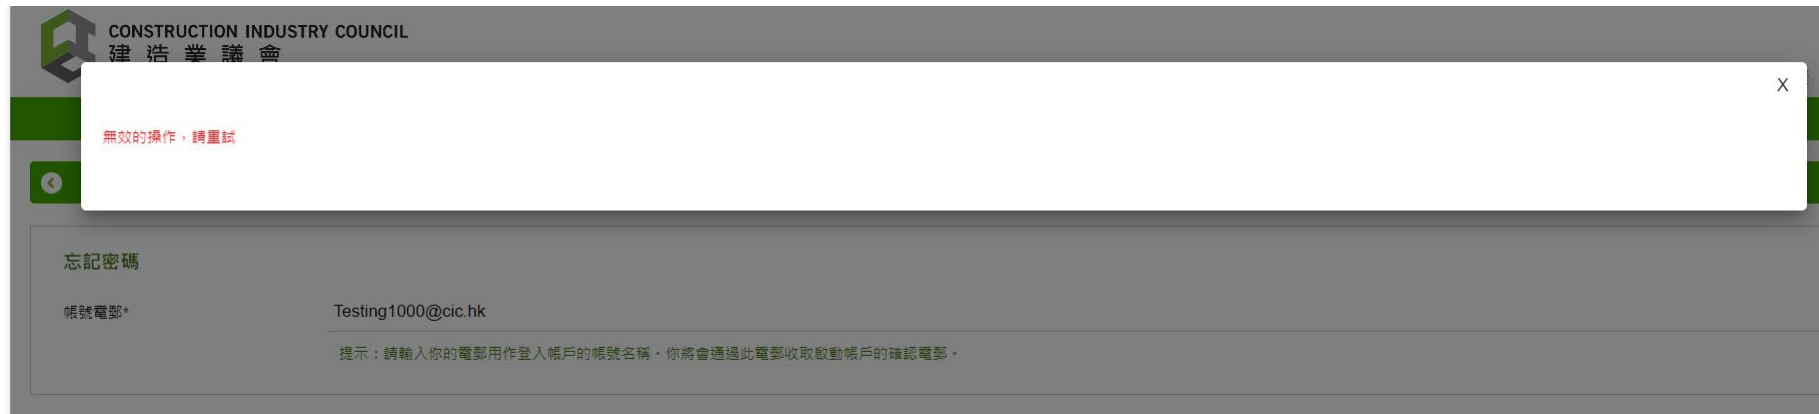 CONSTRUCTION INDUSTRY COUNCIL
建造業議會
X
無效的操作，請重試
忘記密碼
帳號電郵*
Testing1000@cic.hk
提示：請輸入你的電郵用作登入帳戶的帳號名稱。你將會通過此電郵收取啟動帳戶的確認電郵。